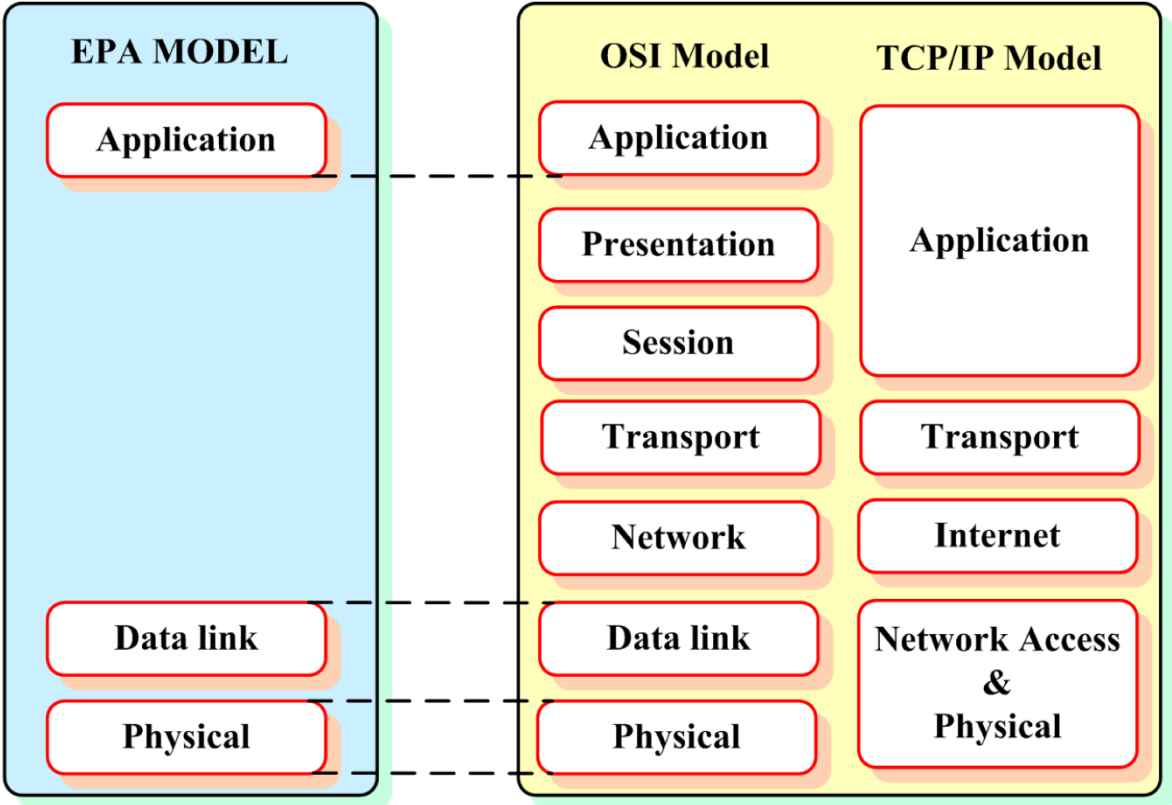 EPA MODEL
Application
Data link
Physical
OSI Model
Application
Presentation
Session
Transport
Network
Data link
Physical
TCP/IP Model
Application
Transport
Internet
Network Access
&
Physical